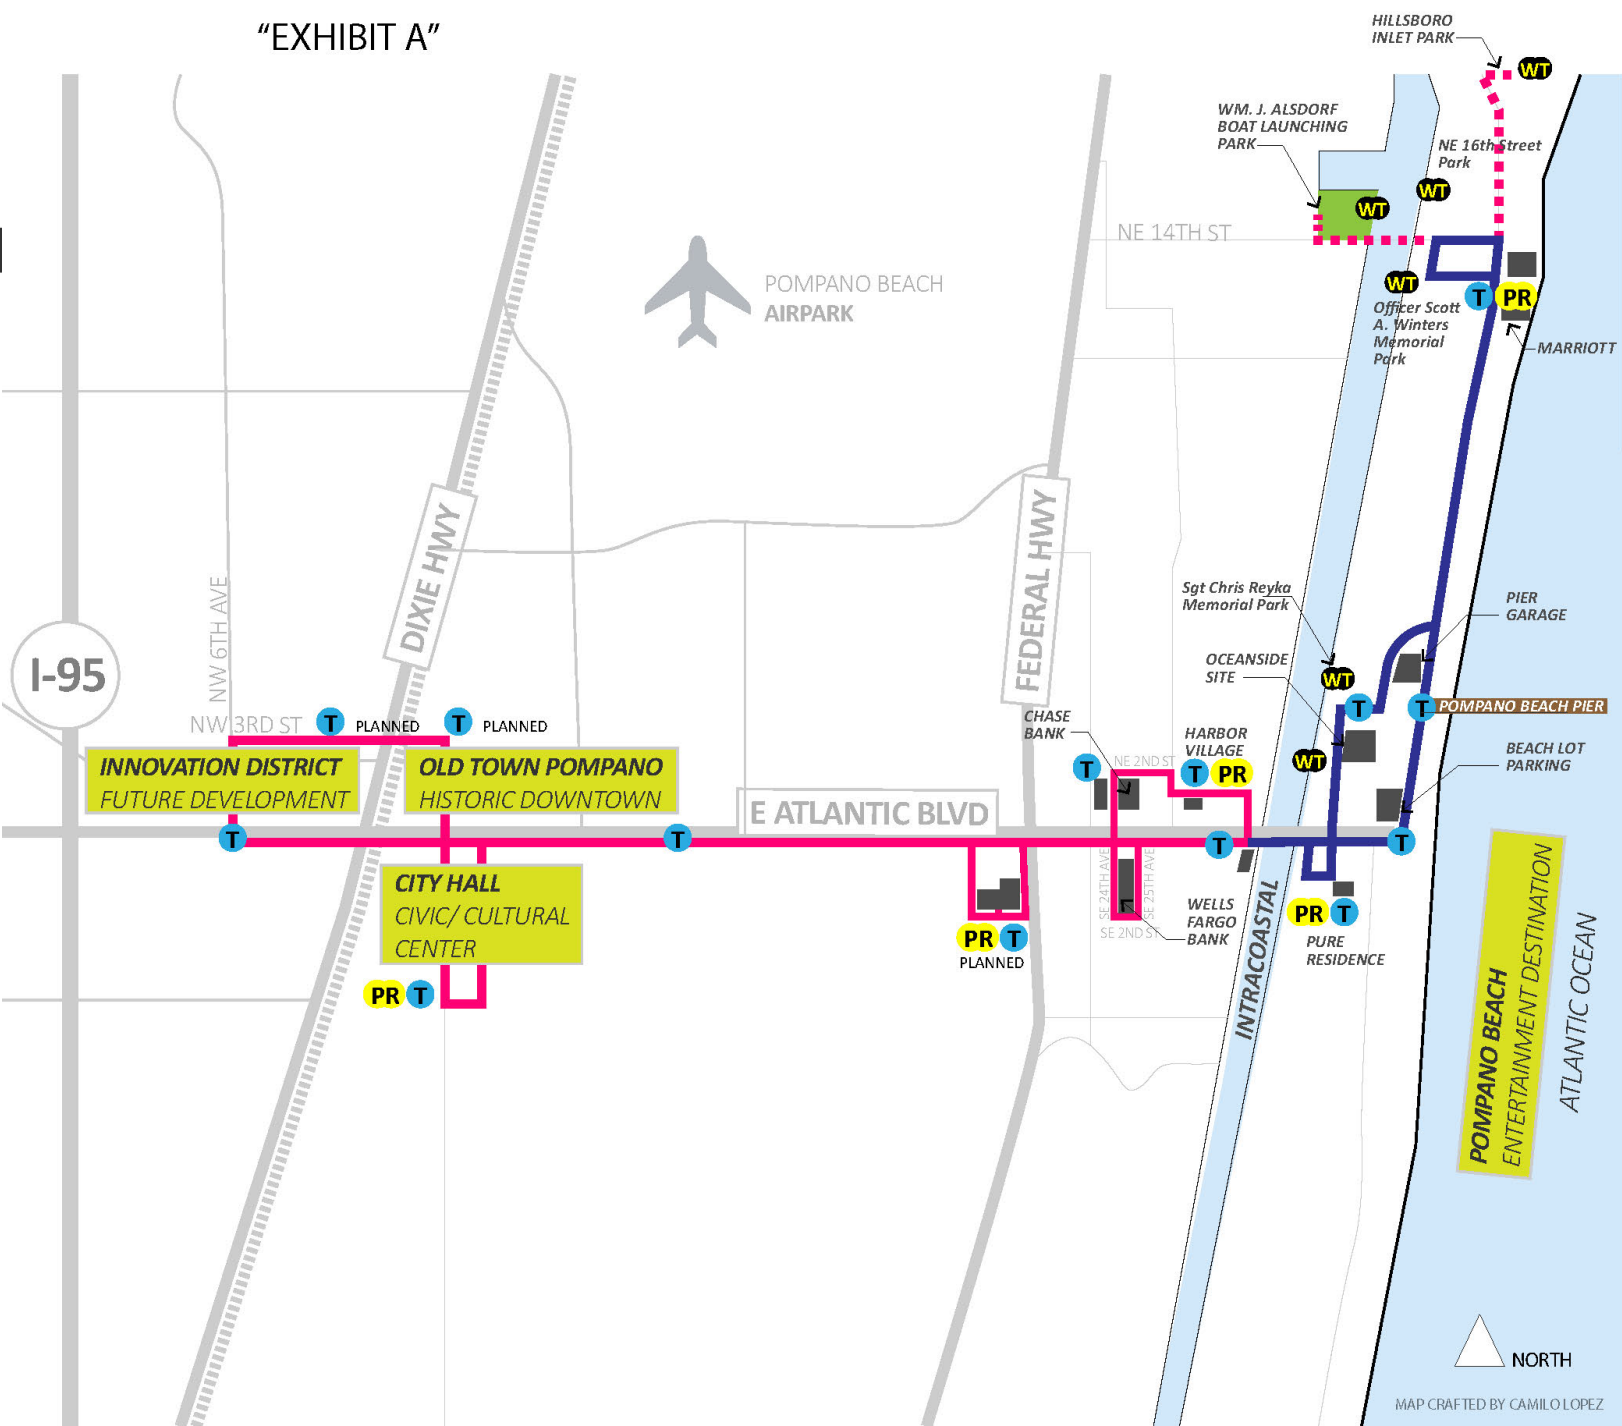 "EXHIBIT A"
HILLSBORO
INLET PARK
WT
WM. J. ALSDORF
BOAT LAUNCHING
PARK
NE 16th Street
Park
WT
WT
NE 14TH ST
WT
T
PR
Officer Scott
A. Winters
Memorial
Park
MARRIOTT
POMPANO BEACH
AIRPARK
DIXIE HWY
FEDERAL HWY
NW 6TH AVE
I-95
Sgt Chris Reyka
Memorial Park
PIER
GARAGE
OCEANSIDE
SITE
WT
T
T
POMPANO BEACH PIER
NW 3RD ST
T
PLANNED
T
PLANNED
CHASE
BANK
HARBOR
VILLAGE
NE 2ND ST
T
T
PR
WT
BEACH LOT
PARKING
INNOVATION DISTRICT
FUTURE DEVELOPMENT
OLD TOWN POMPANO
HISTORIC DOWNTOWN
E ATLANTIC BLVD
T
T
T
T
CITY HALL
CIVIC/ CULTURAL
CENTER
PR
T
PR
T
PLANNED
SE 24TH AVE
SE 25TH AVE
SE 2ND ST
WELLS
FARGO
BANK
INTRACOASTAL
PR
T
PURE
RESIDENCE
POMPANO BEACH
ENTERTAINMENT DESTINATION
ATLANTIC OCEAN
NORTH
MAP CRAFTED BY CAMILO LOPEZ